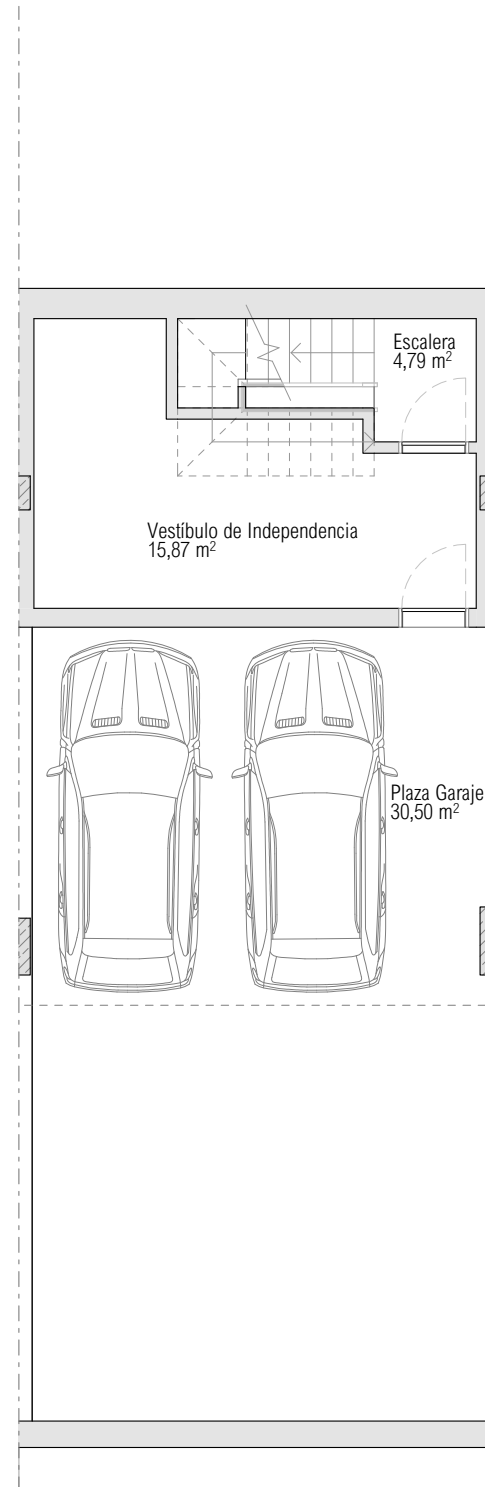 Escalera
4,79 m²
Vestíbulo de Independencia
15,87 m²
Plaza Garaje
30,50 m²